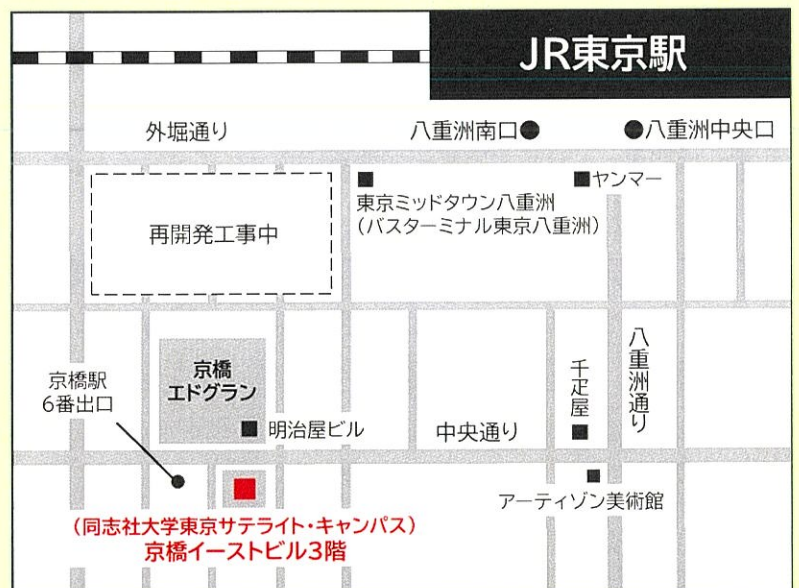 JR東京駅
外堀通り
八重洲南口●
●八重洲中央口
■ヤンマー
東京ミッドタウン八重洲
(バスターミナル東京八重洲)
再開発工事中
京橋
エドグラン
京橋駅
6番出口
■明治屋ビル
中央通り
千疋屋
八重洲通り
アーティゾン美術館
(同志社大学東京サテライト・キャンパス)
京橋イーストビル3階